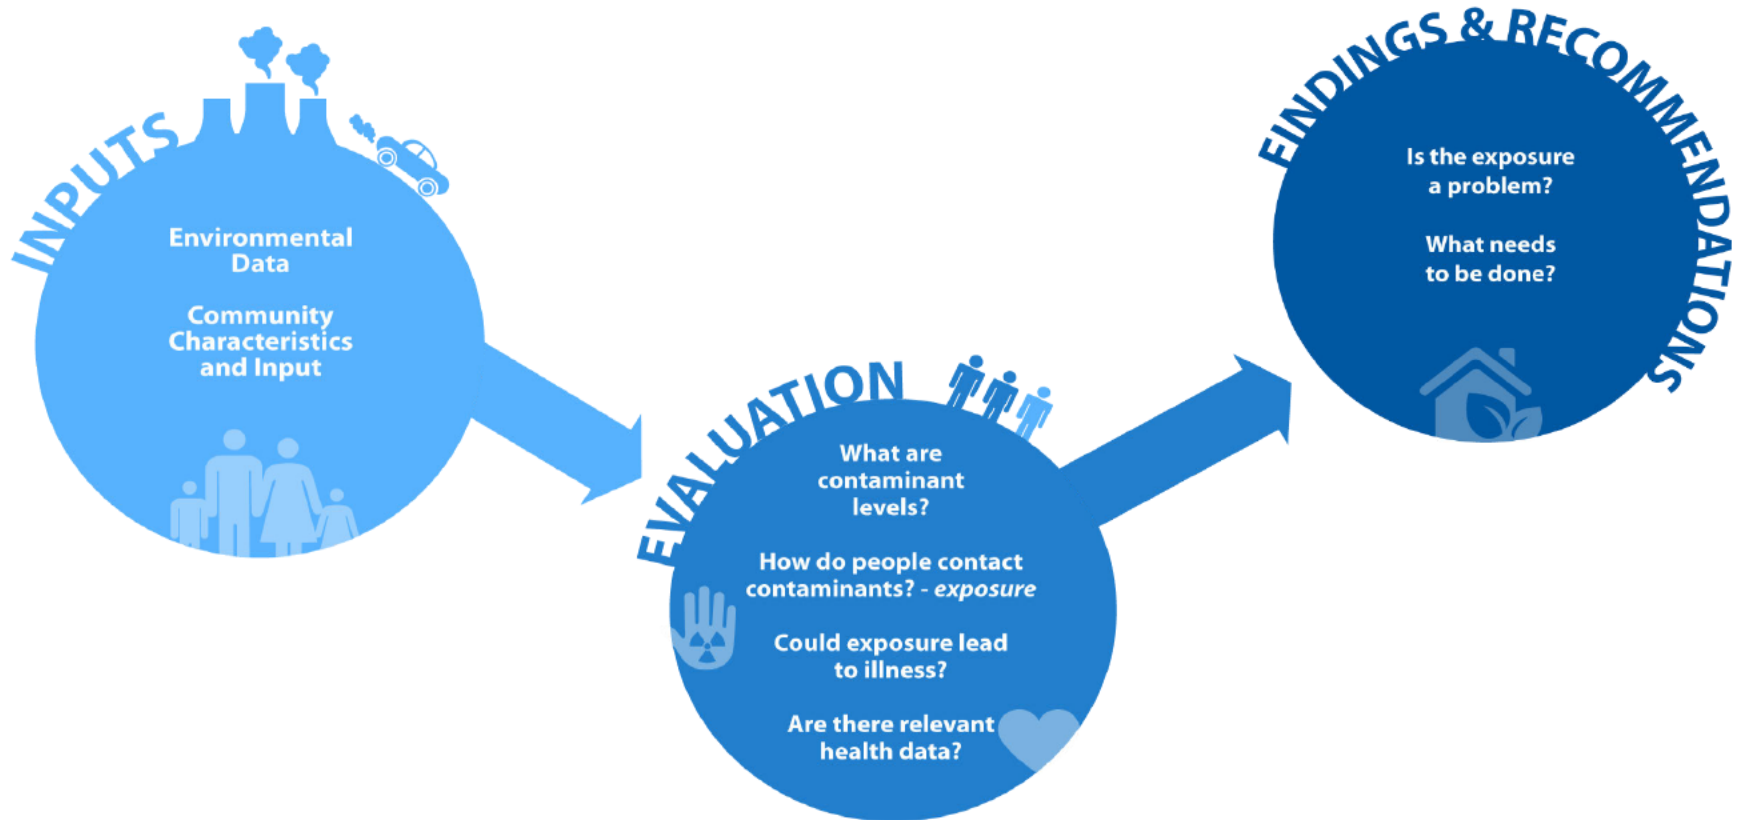 INPUTS
Environmental
Data
Community
Characteristics
and Input
EVALUATION
What are
contaminant
levels?
How do people contact
contaminants? - exposure
Could exposure lead
to illness?
Are there relevant
health data?
FINDINGS & RECOMMENDATIONS
Is the exposure
a problem?
What needs
to be done?